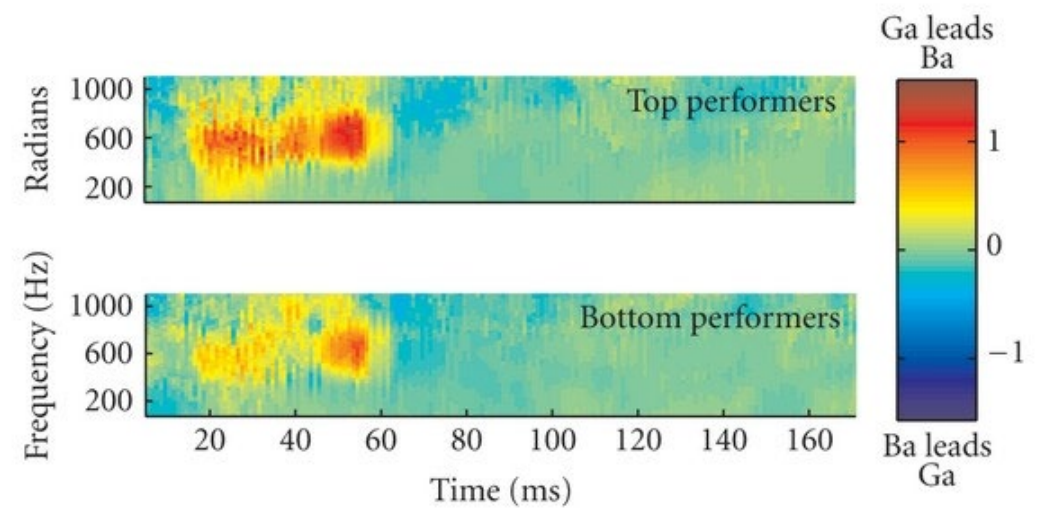 Ga leads
Ba
Radians
1000
600
200
Top performers
1
0
−1
Frequency (Hz)
1000
600
200
Bottom performers
20 40 60 80 100 120 140 160
Time (ms)
Ba leads
Ga